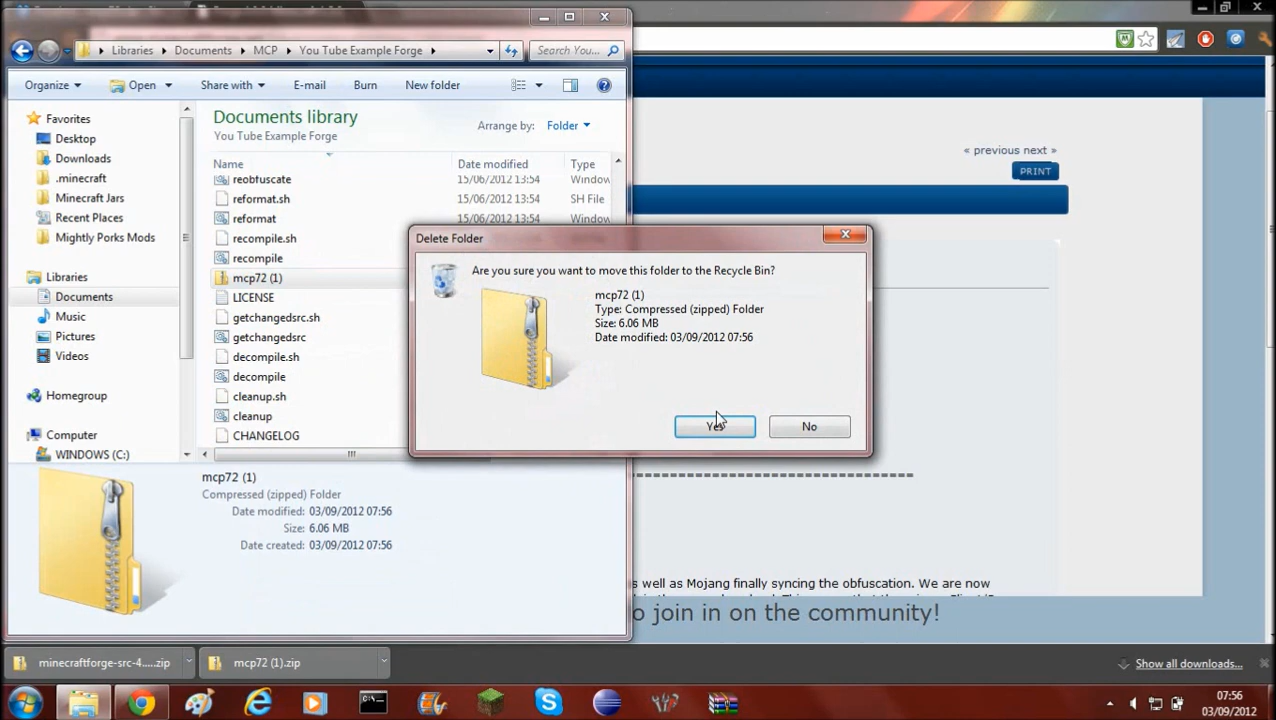 Libraries Documents MCP You Tube Example Forge
Search You...
Organize Open Share with E-mail Burn New folder
Favorites
Desktop
Downloads
.minecraft
Minecraft Jars
Recent Places
Mightly Porks Mods
Libraries
Documents
Music
Pictures
Videos
Homegroup
Computer
WINDOWS (C:)
Documents library
You Tube Example Forge
Arrange by: Folder
Name Date modified Type
reobfuscate 15/06/2012 13:54 Window
reformat.sh 15/06/2012 13:54 SH File
reformat 15/06/2012 13:54 Window
recompile.sh
recompile
mcp72 (1)
LICENSE
getchangedsrc.sh
getchangedsrc
decompile.sh
decompile
cleanup.sh
cleanup
CHANGELOG
mcp72 (1)
Compressed (zipped) Folder
Date modified: 03/09/2012 07:56
Size: 6.06 MB
Date created: 03/09/2012 07:56
Delete Folder
Are you sure you want to move this folder to the Recycle Bin?
mcp72 (1)
Type: Compressed (zipped) Folder
Size: 6.06 MB
Date modified: 03/09/2012 07:56
Yes No
« previous next »
PRINT
================================
s well as Mojang finally syncing the obfuscation. We are now
o join in on the community!
minecraftforge-src-4.....zip
mcp72 (1).zip
Show all downloads...
07:56
03/09/2012